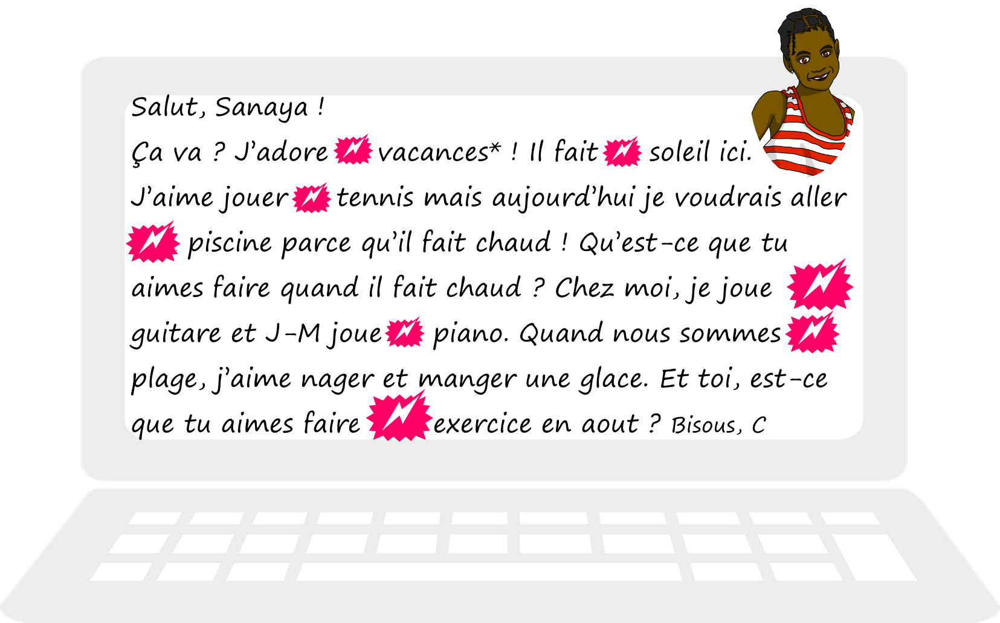 Salut, Sanaya !
Ça va ? J’adore vacances* ! Il fait soleil ici.
J’aime jouer tennis mais aujourd’hui je voudrais aller
piscine parce qu’il fait chaud ! Qu’est-ce que tu
aimes faire quand il fait chaud ? Chez moi, je joue
guitare et J-M joue piano. Quand nous sommes
plage, j’aime nager et manger une glace. Et toi, est-ce
que tu aimes faire exercice en aout ? Bisous, C